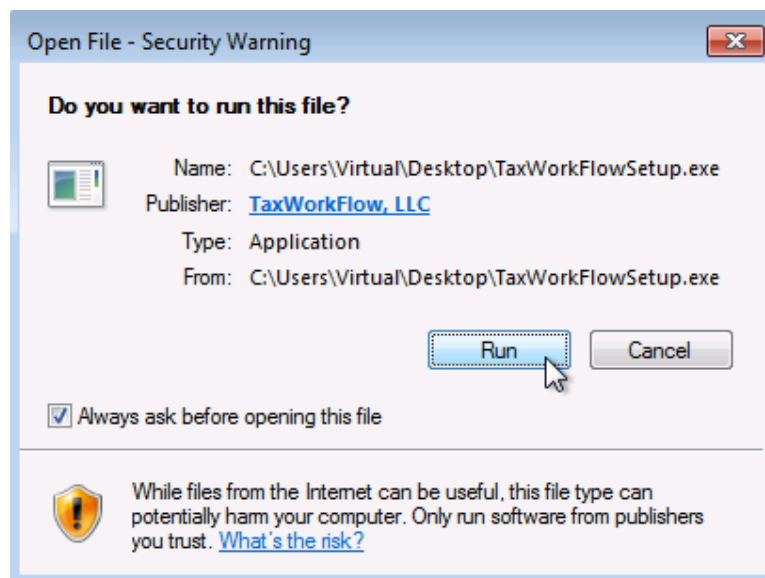 Open File - Security Warning
Do you want to run this file?
Name: C:\Users\Virtual\Desktop\TaxWorkFlowSetup.exe
Publisher: TaxWorkFlow, LLC
Type: Application
From: C:\Users\Virtual\Desktop\TaxWorkFlowSetup.exe
Run Cancel
Always ask before opening this file
While files from the Internet can be useful, this file type can
potentially harm your computer. Only run software from publishers
you trust. What's the risk?